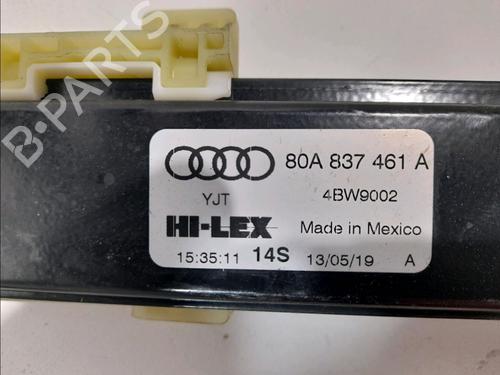 B-PARTS
80A 837 461 A
YJT 4BW9002
HI-LEX Made in Mexico
15:35:11 14S 13/05/19 A